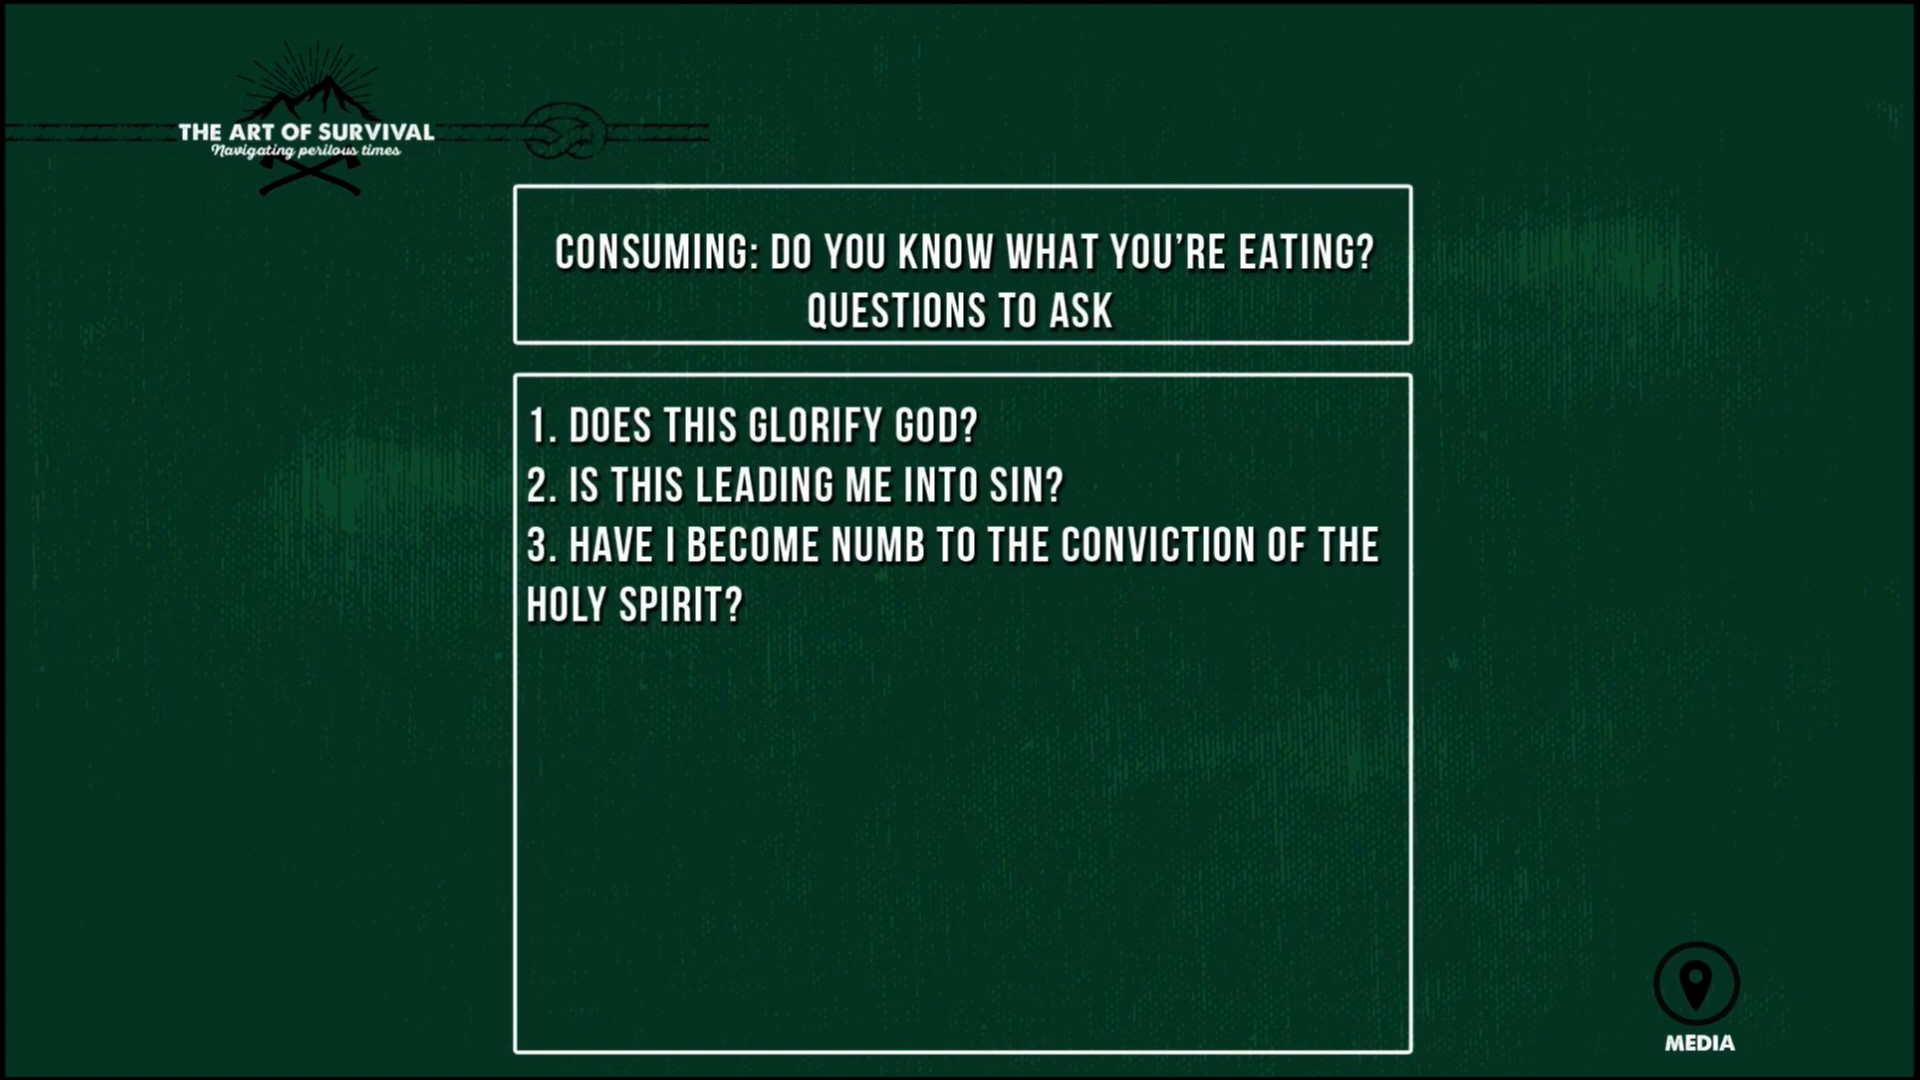 THE ART OF SURVIVAL
Navigating perilous times
CONSUMING: DO YOU KNOW WHAT YOU'RE EATING?
QUESTIONS TO ASK
1. DOES THIS GLORIFY GOD?
2. IS THIS LEADING ME INTO SIN?
3. HAVE I BECOME NUMB TO THE CONVICTION OF THE
HOLY SPIRIT?
MEDIA